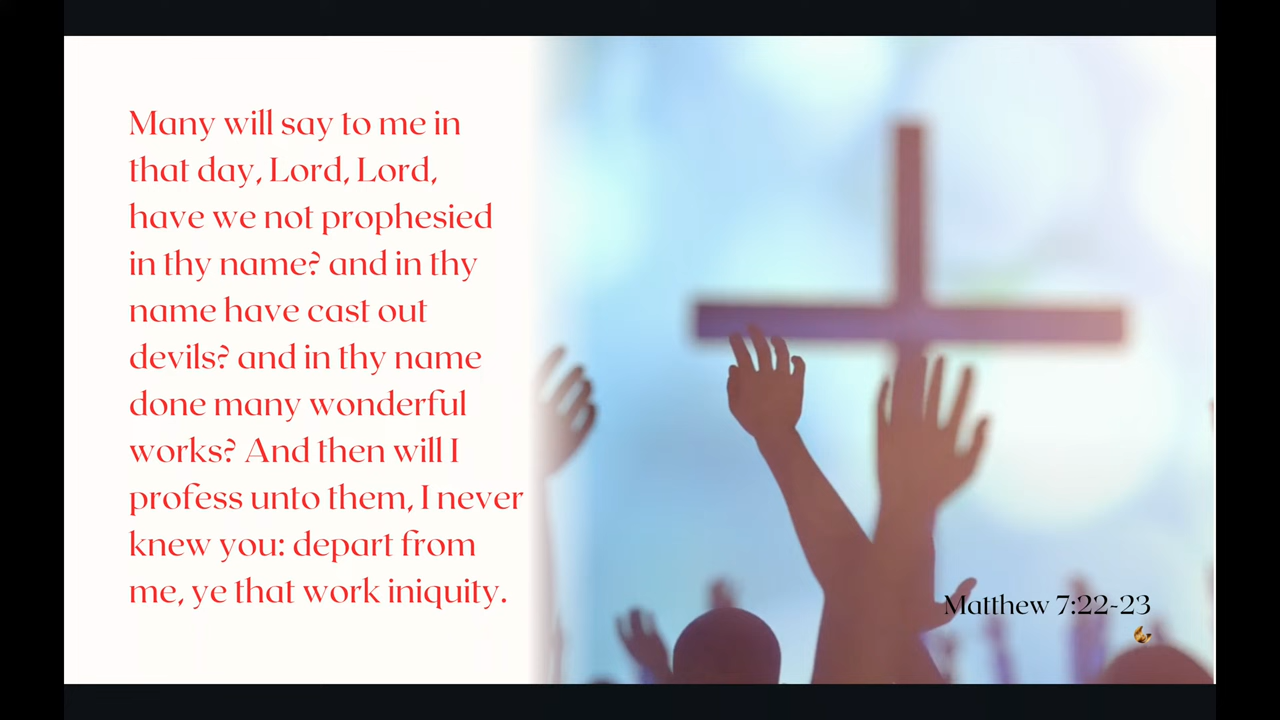 Many will say to me in
that day, Lord, Lord,
have we not prophesied
in thy name? and in thy
name have cast out
devils? and in thy name
done many wonderful
works? And then will I
profess unto them, I never
knew you: depart from
me, ye that work iniquity.
Matthew 7:22-23